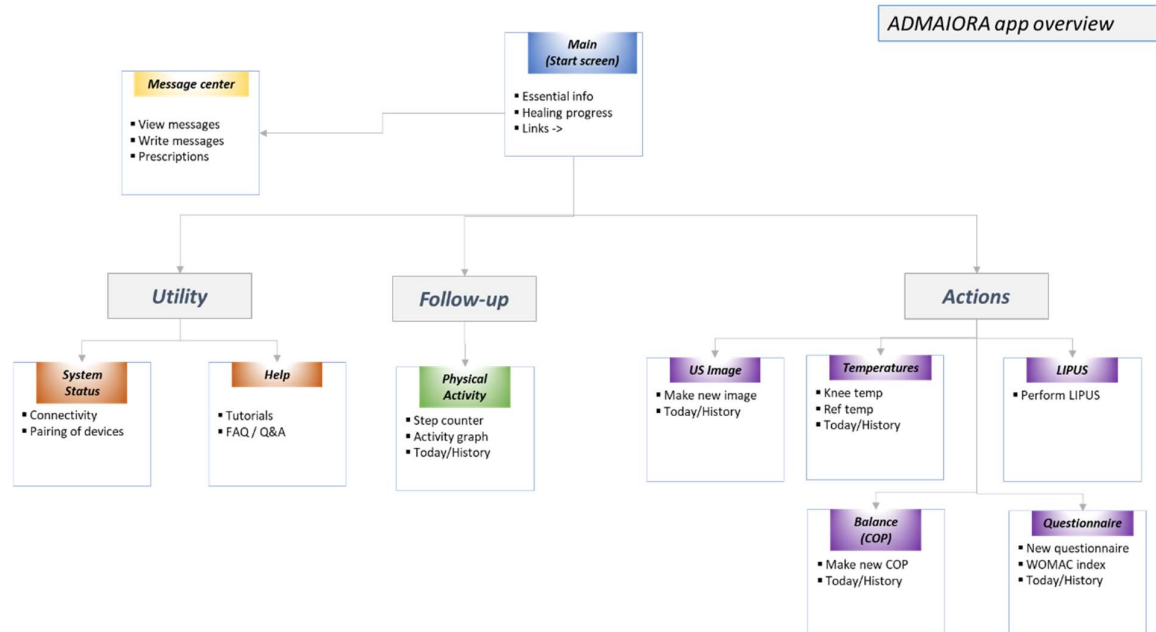 ADMAIORA app overview
Main
(Start screen)
▪ Essential info
▪ Healing progress
▪ Links ->
Message center
▪ View messages
▪ Write messages
▪ Prescriptions
Utility
Follow-up
Actions
System
Status
▪ Connectivity
▪ Pairing of devices
Help
▪ Tutorials
▪ FAQ / Q&A
Physical
Activity
▪ Step counter
▪ Activity graph
▪ Today/History
US Image
▪ Make new image
▪ Today/History
Temperatures
▪ Knee temp
▪ Ref temp
▪ Today/History
LIPUS
▪ Perform LIPUS
Balance
(COP)
▪ Make new COP
▪ Today/History
Questionnaire
▪ New questionnaire
▪ WOMAC index
▪ Today/History